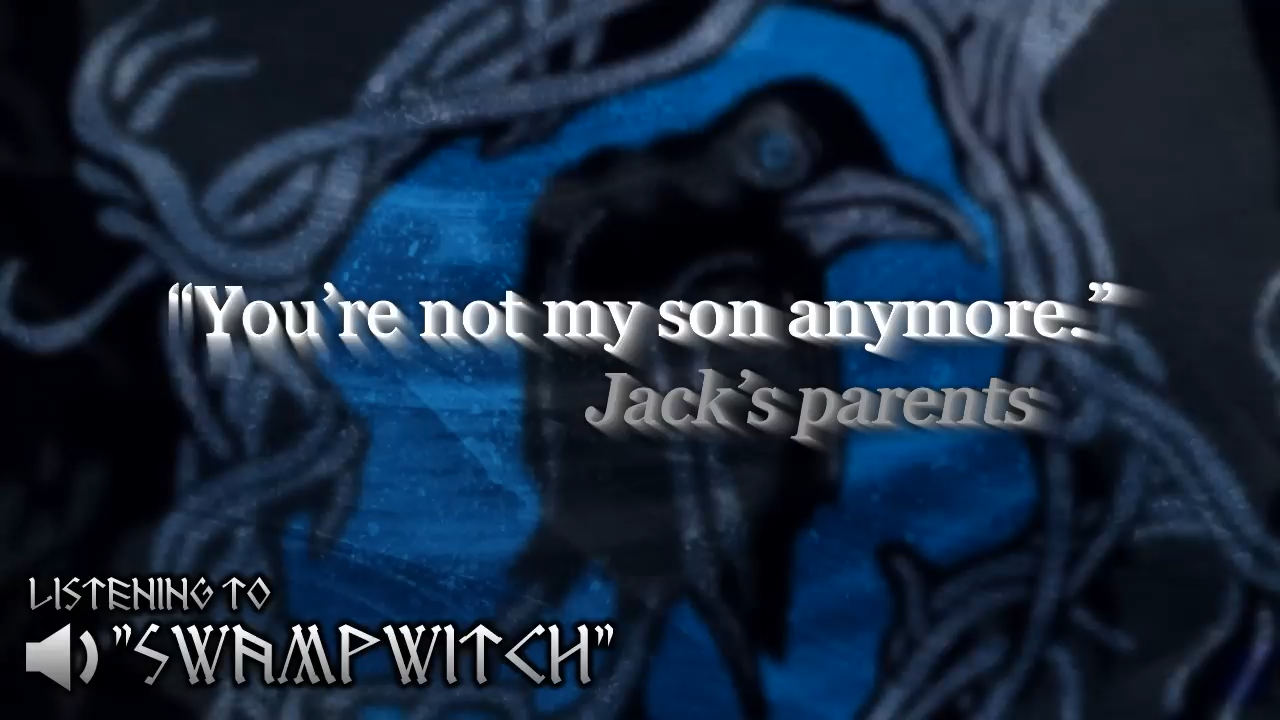 “You’re not my son anymore.”
Jack’s parents
LISTENING TO
"SWAMPWITCH"